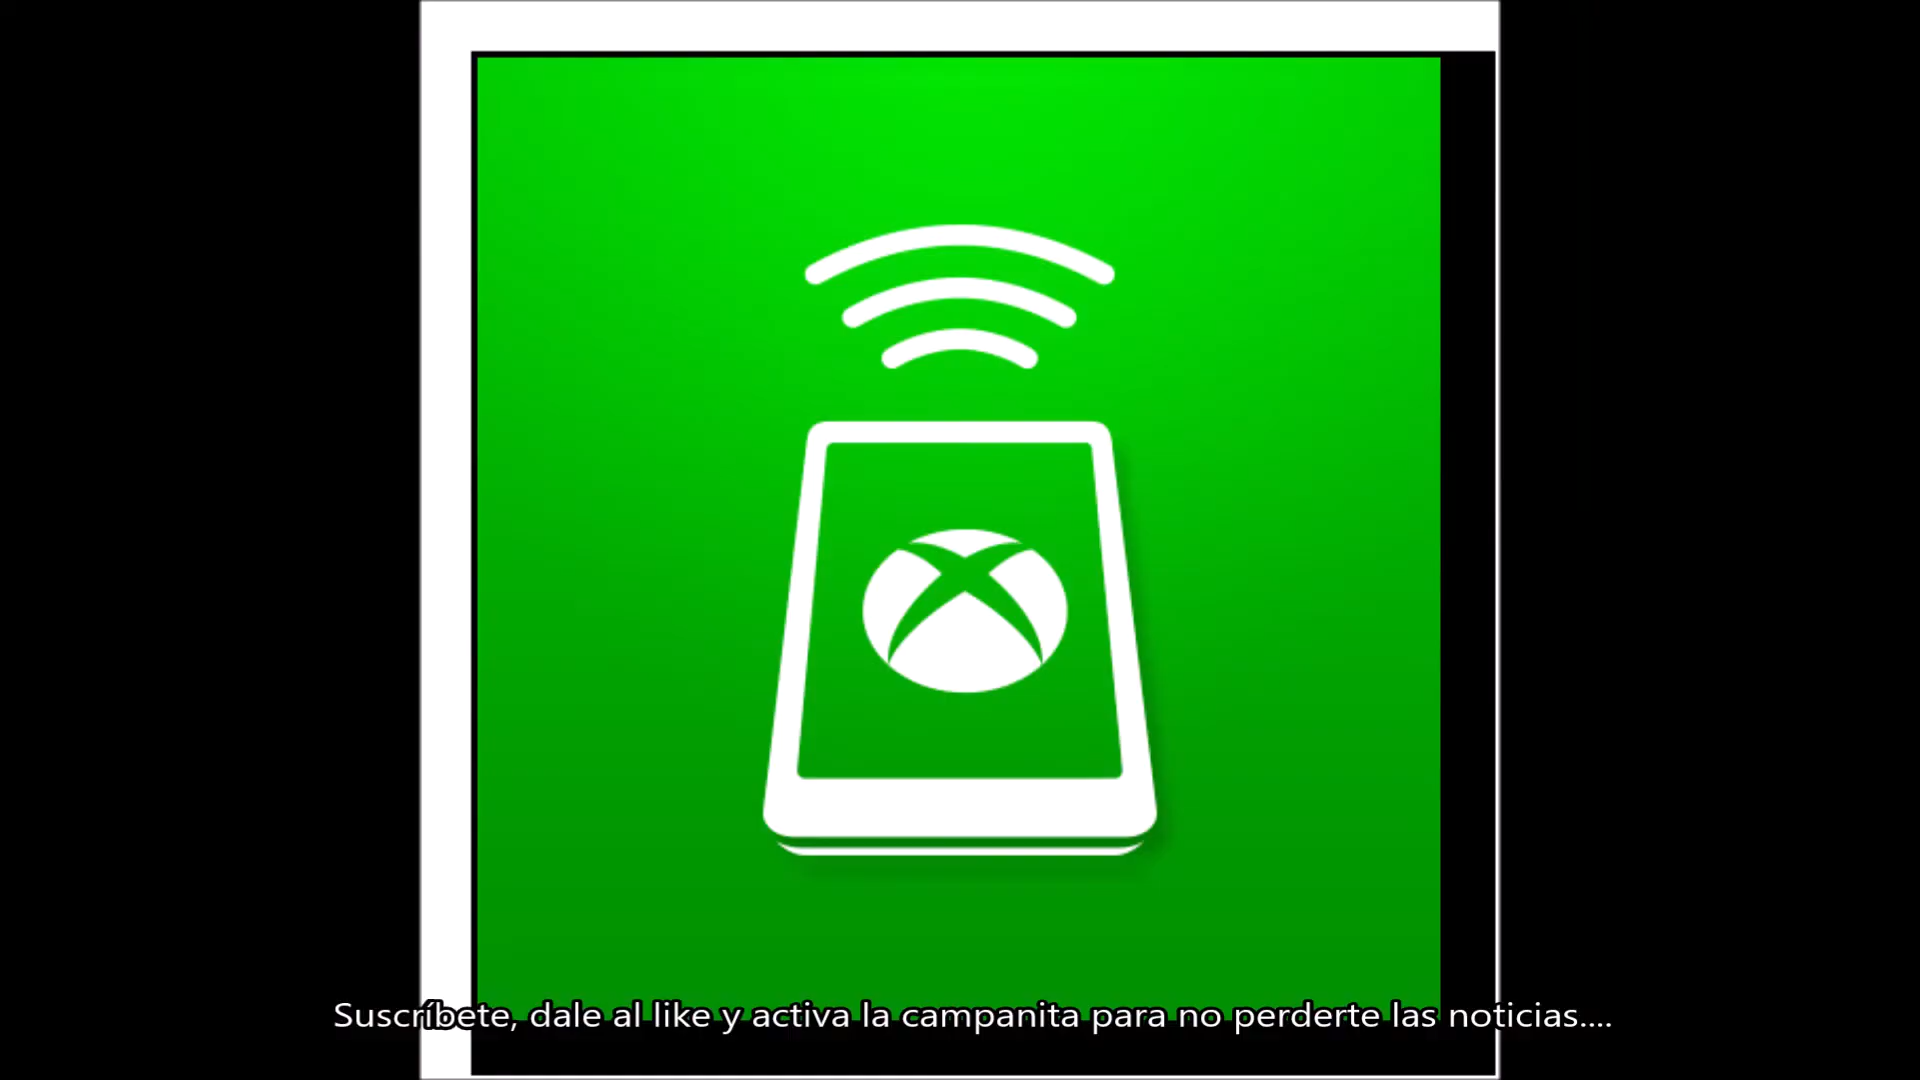 Suscríbete, dale al like y activa la campanita para no perderte las noticias....